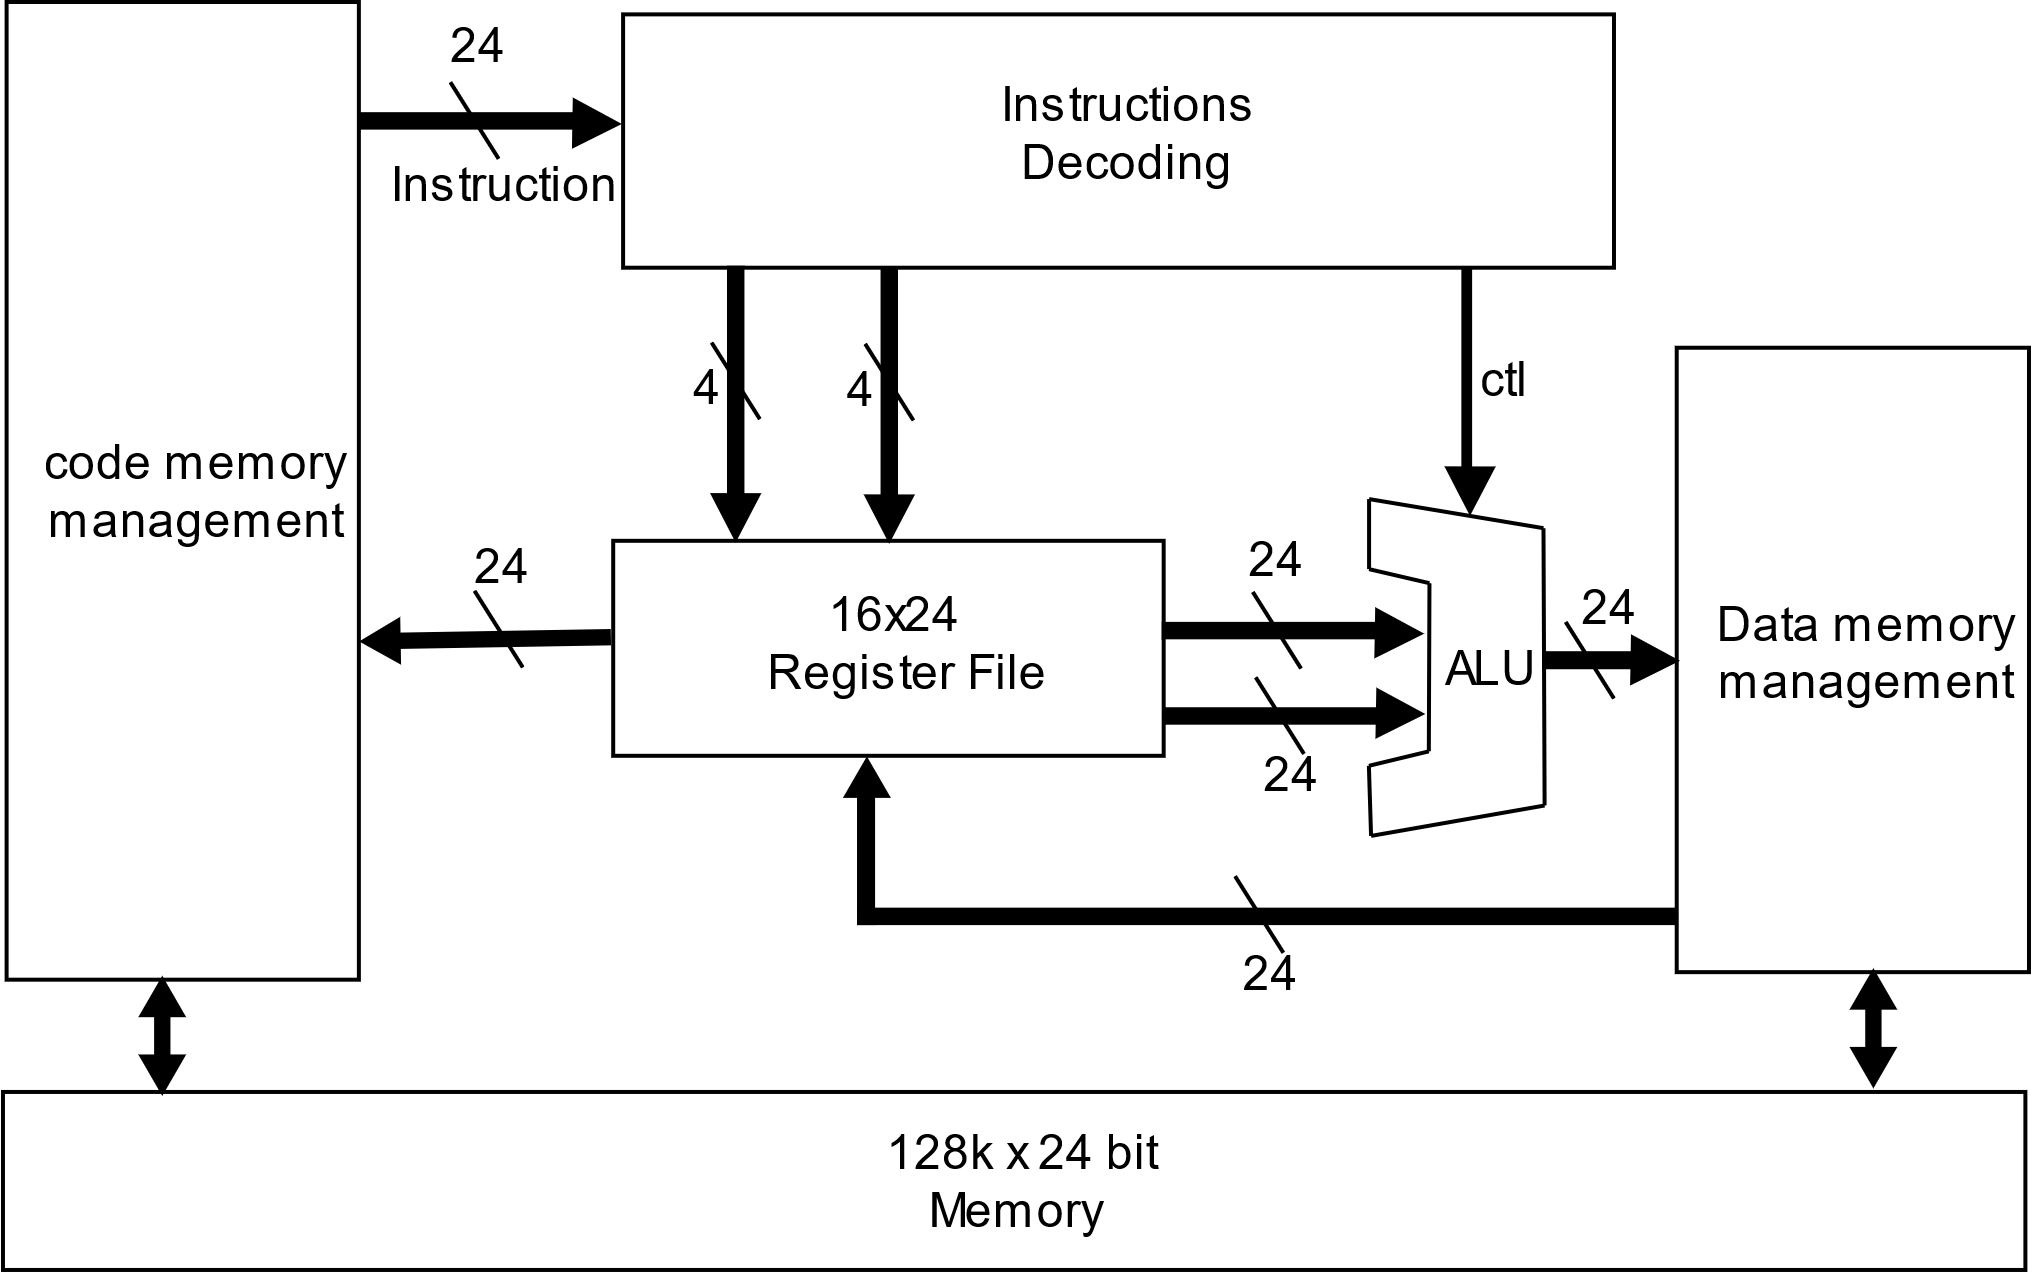 24
Instruction
Instructions
Decoding
4
4
ctl
code memory
management
24
16x24
Register File
24
24
ALU
24
Data memory
management
24
128k x 24 bit
Memory